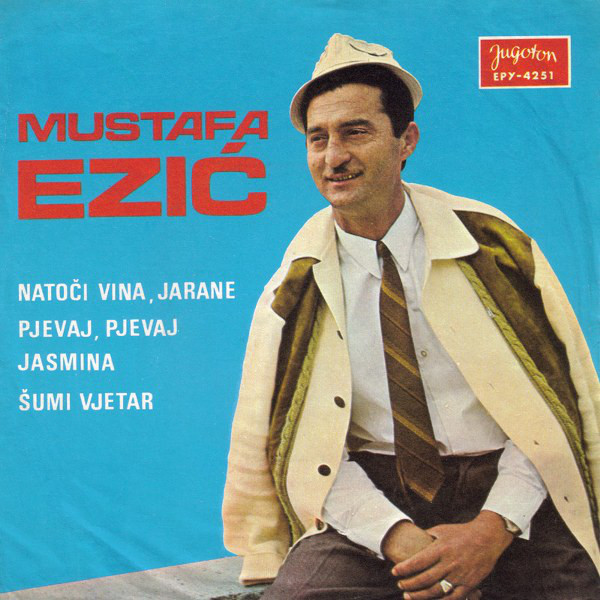 Jugoton
EPY-4251
MUSTAFA
EZIĆ
NATOČI VINA, JARANE
PJEVAJ, PJEVAJ
JASMINA
ŠUMI VJETAR